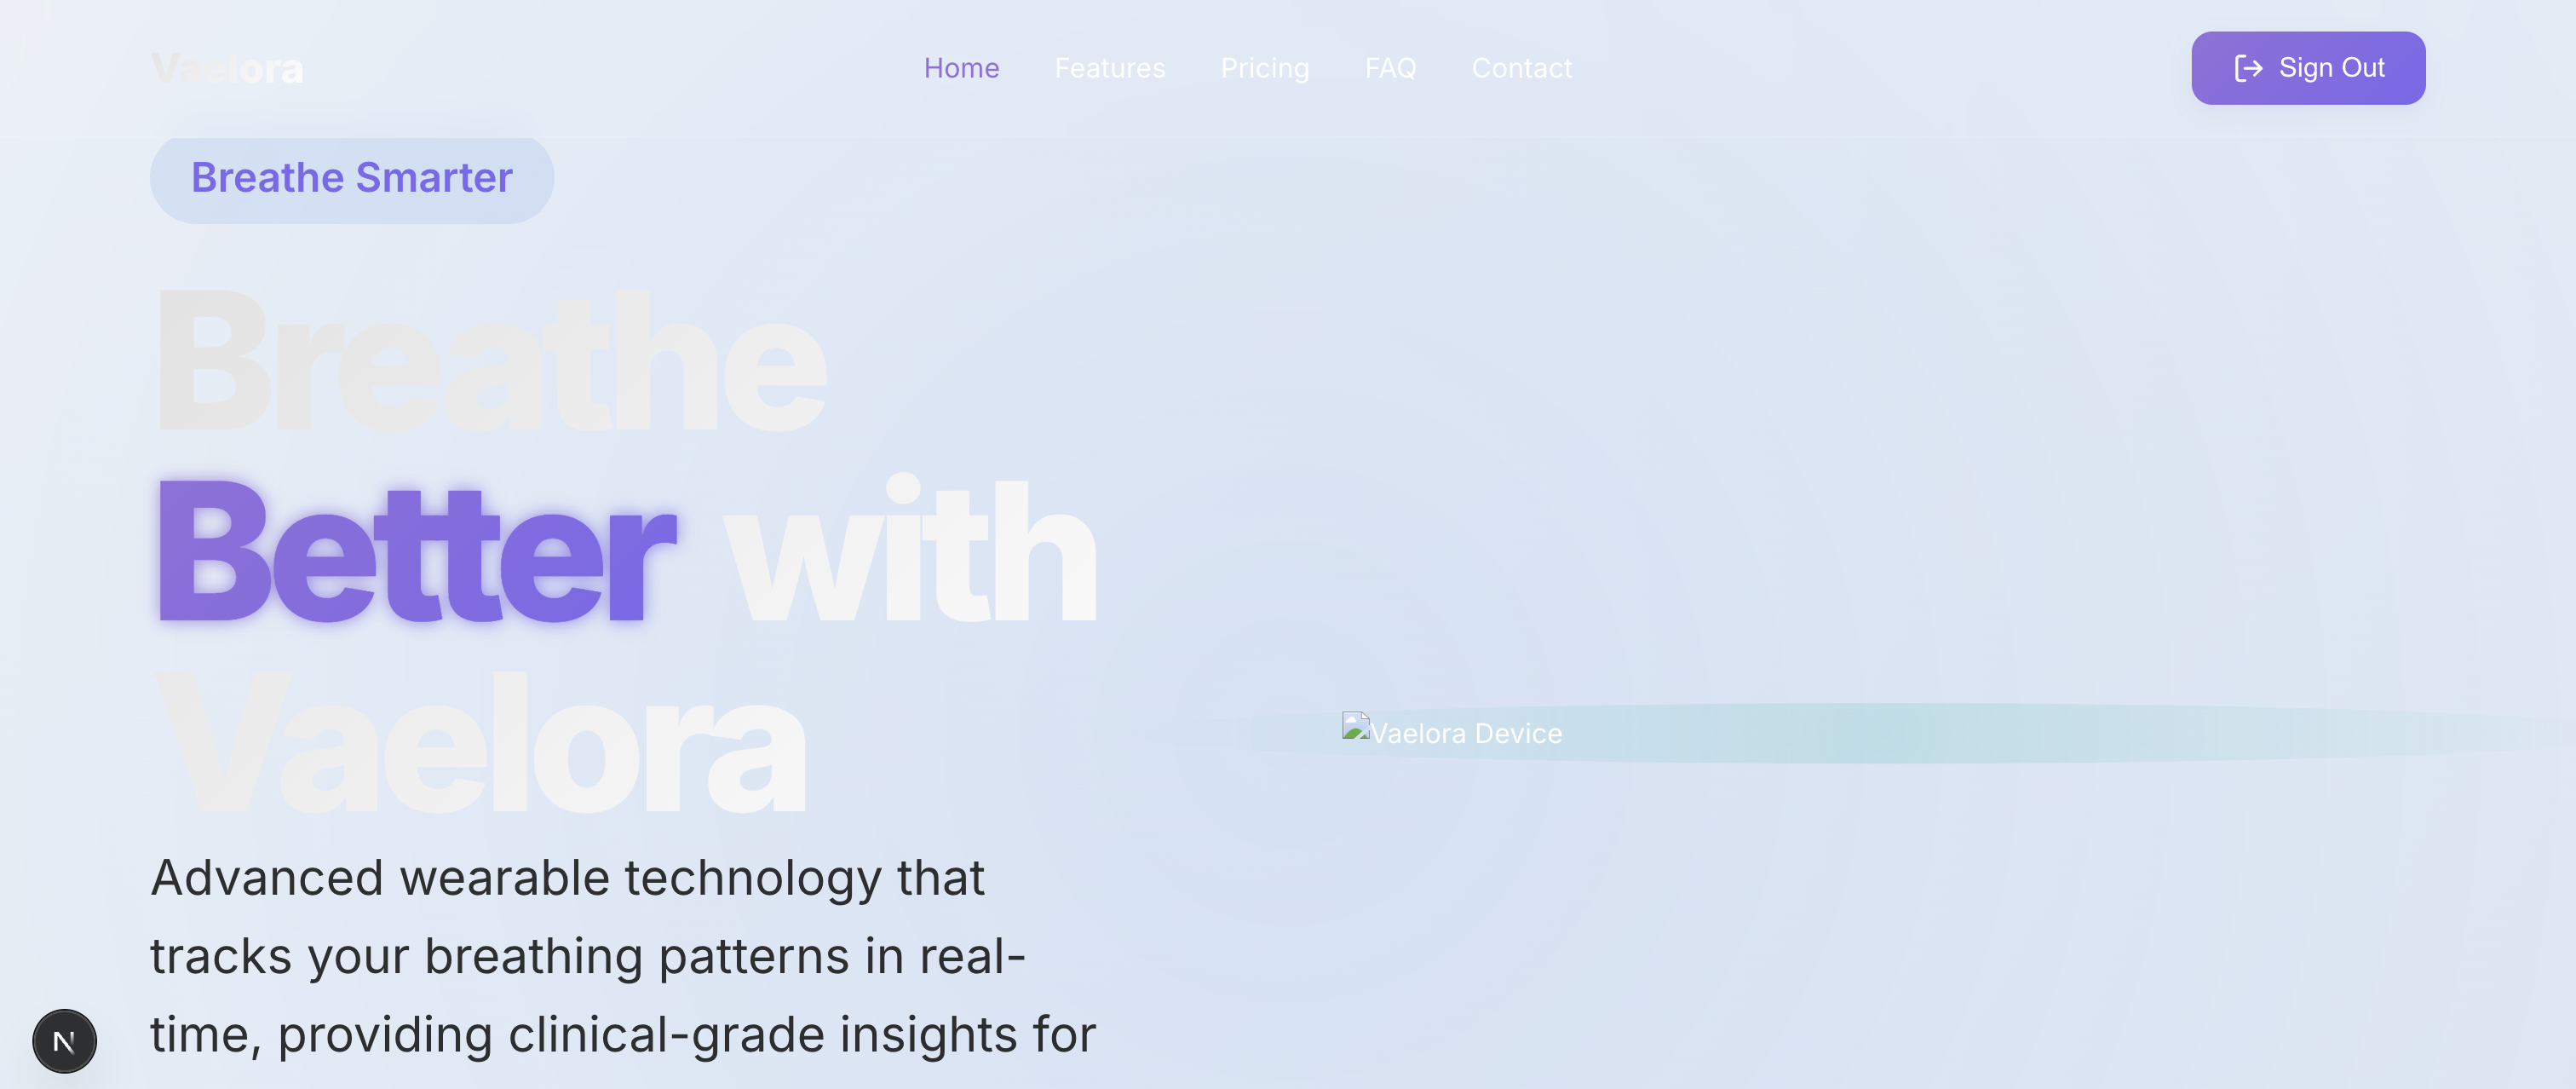 Vaelora
Home
Features
Pricing
FAQ
Contact
Sign Out
Breathe Smarter
Breathe
Better with
Vaelora
Vaelora Device
Advanced wearable technology that
tracks your breathing patterns in real-
time, providing clinical-grade insights for
N